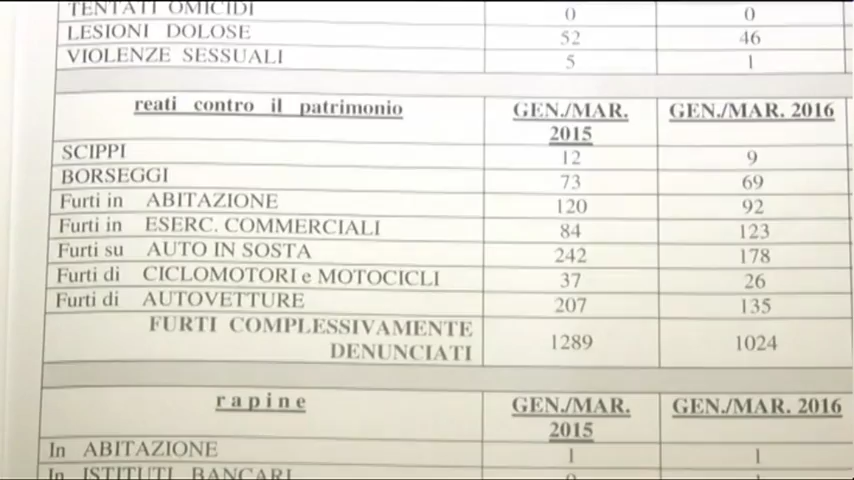 TENTATI OMICIDI 0 0
LESIONI DOLOSE 52 46
VIOLENZE SESSUALI 5 1
reati contro il patrimonio GEN./MAR. 2015 GEN./MAR. 2016
SCIPPI 12 9
BORSEGGI 73 69
Furti in ABITAZIONE 120 92
Furti in ESERC. COMMERCIALI 84 123
Furti su AUTO IN SOSTA 242 178
Furti di CICLOMOTORI e MOTOCICLI 37 26
Furti di AUTOVETTURE 207 135
FURTI COMPLESSIVAMENTE
DENUNCIATI 1289 1024
rapine GEN./MAR. 2015 GEN./MAR. 2016
In ABITAZIONE 1 1
In ISTITUTI BANCARI